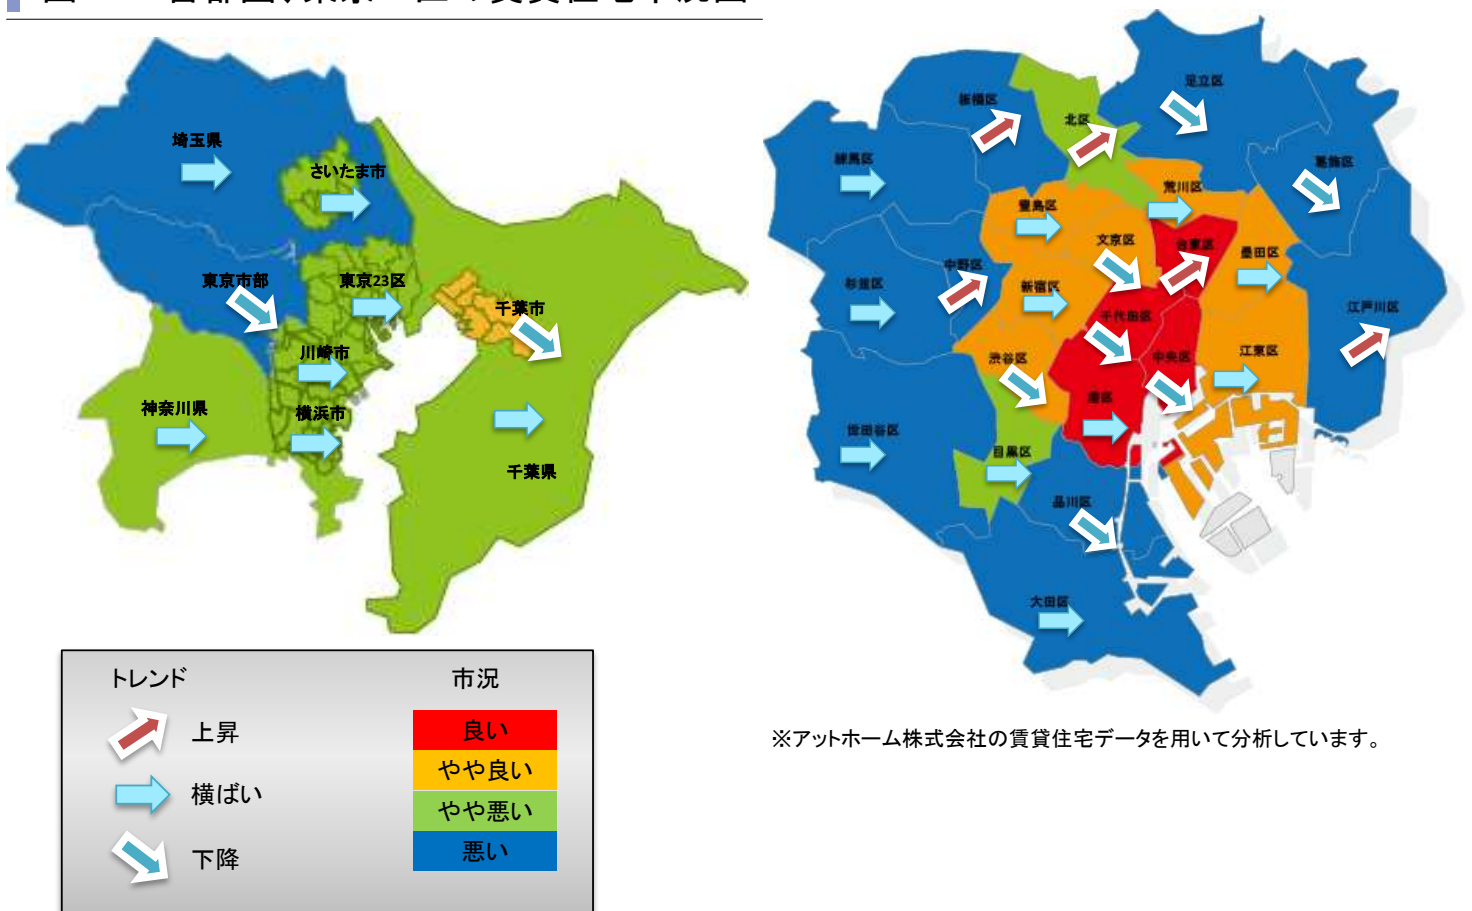 埼玉県
さいたま市
東京市部
東京23区
千葉市
川崎市
神奈川県
横浜市
千葉県
足立区
板橋区
北区
練馬区
葛飾区
荒川区
豊島区
文京区
台東区
墨田区
中野区
杉並区
新宿区
江戸川区
千代田区
渋谷区
中央区
江東区
港区
世田谷区
目黒区
品川区
大田区
トレンド
市況
上昇
良い
やや良い
横ばい
やや悪い
悪い
下降
※アットホーム株式会社の賃貸住宅データを用いて分析しています。